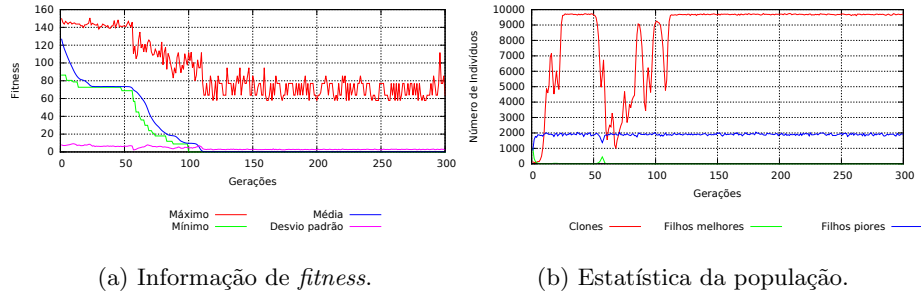 160
140
120
100
80
60
40
20
0
Fitness
0 50 100 150 200 250 300
Gerações
Máximo
Mínimo
Média
Desvio padrão
(a) Informação de fitness.
10000
9000
8000
7000
6000
5000
4000
3000
2000
1000
0
Número de Indivíduos
0 50 100 150 200 250 300
Gerações
Clones
Filhos melhores
Filhos piores
(b) Estatística da população.